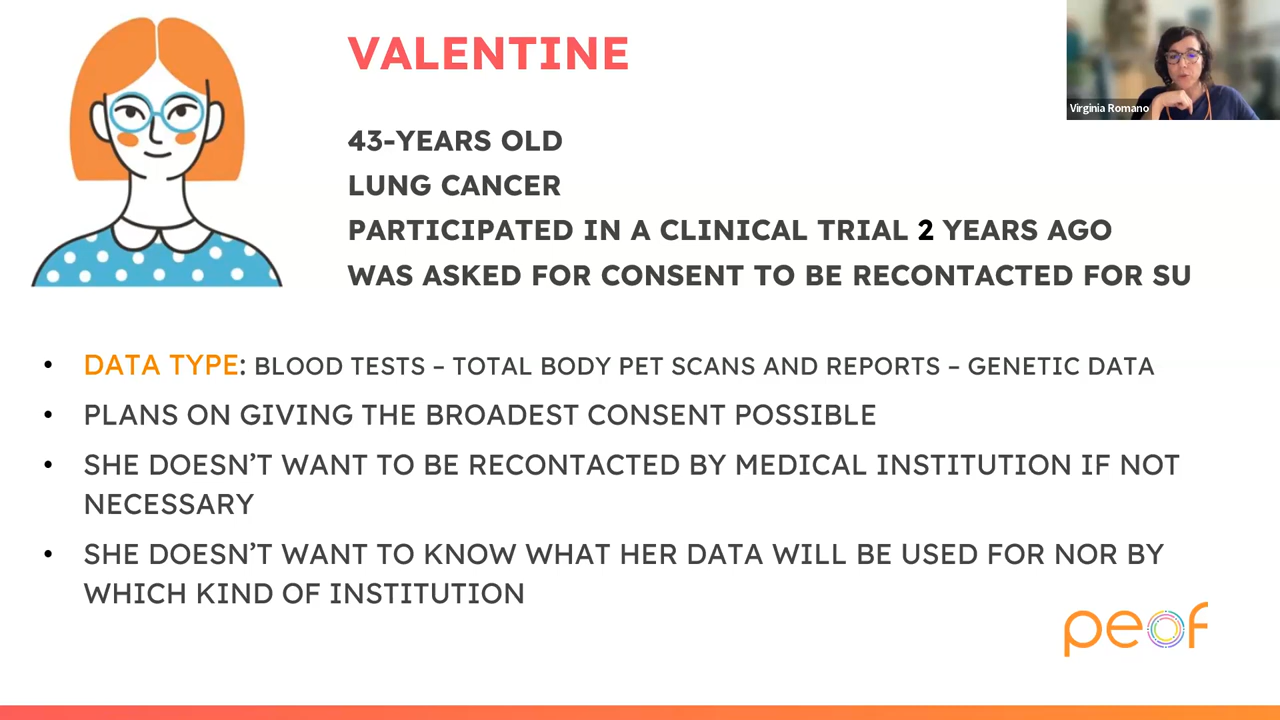 VALENTINE
Virginia Romano
43-YEARS OLD
LUNG CANCER
PARTICIPATED IN A CLINICAL TRIAL 2 YEARS AGO
WAS ASKED FOR CONSENT TO BE RECONTACTED FOR SU
• DATA TYPE: BLOOD TESTS – TOTAL BODY PET SCANS AND REPORTS – GENETIC DATA
• PLANS ON GIVING THE BROADEST CONSENT POSSIBLE
• SHE DOESN’T WANT TO BE RECONTACTED BY MEDICAL INSTITUTION IF NOT
NECESSARY
• SHE DOESN’T WANT TO KNOW WHAT HER DATA WILL BE USED FOR NOR BY
WHICH KIND OF INSTITUTION
peof